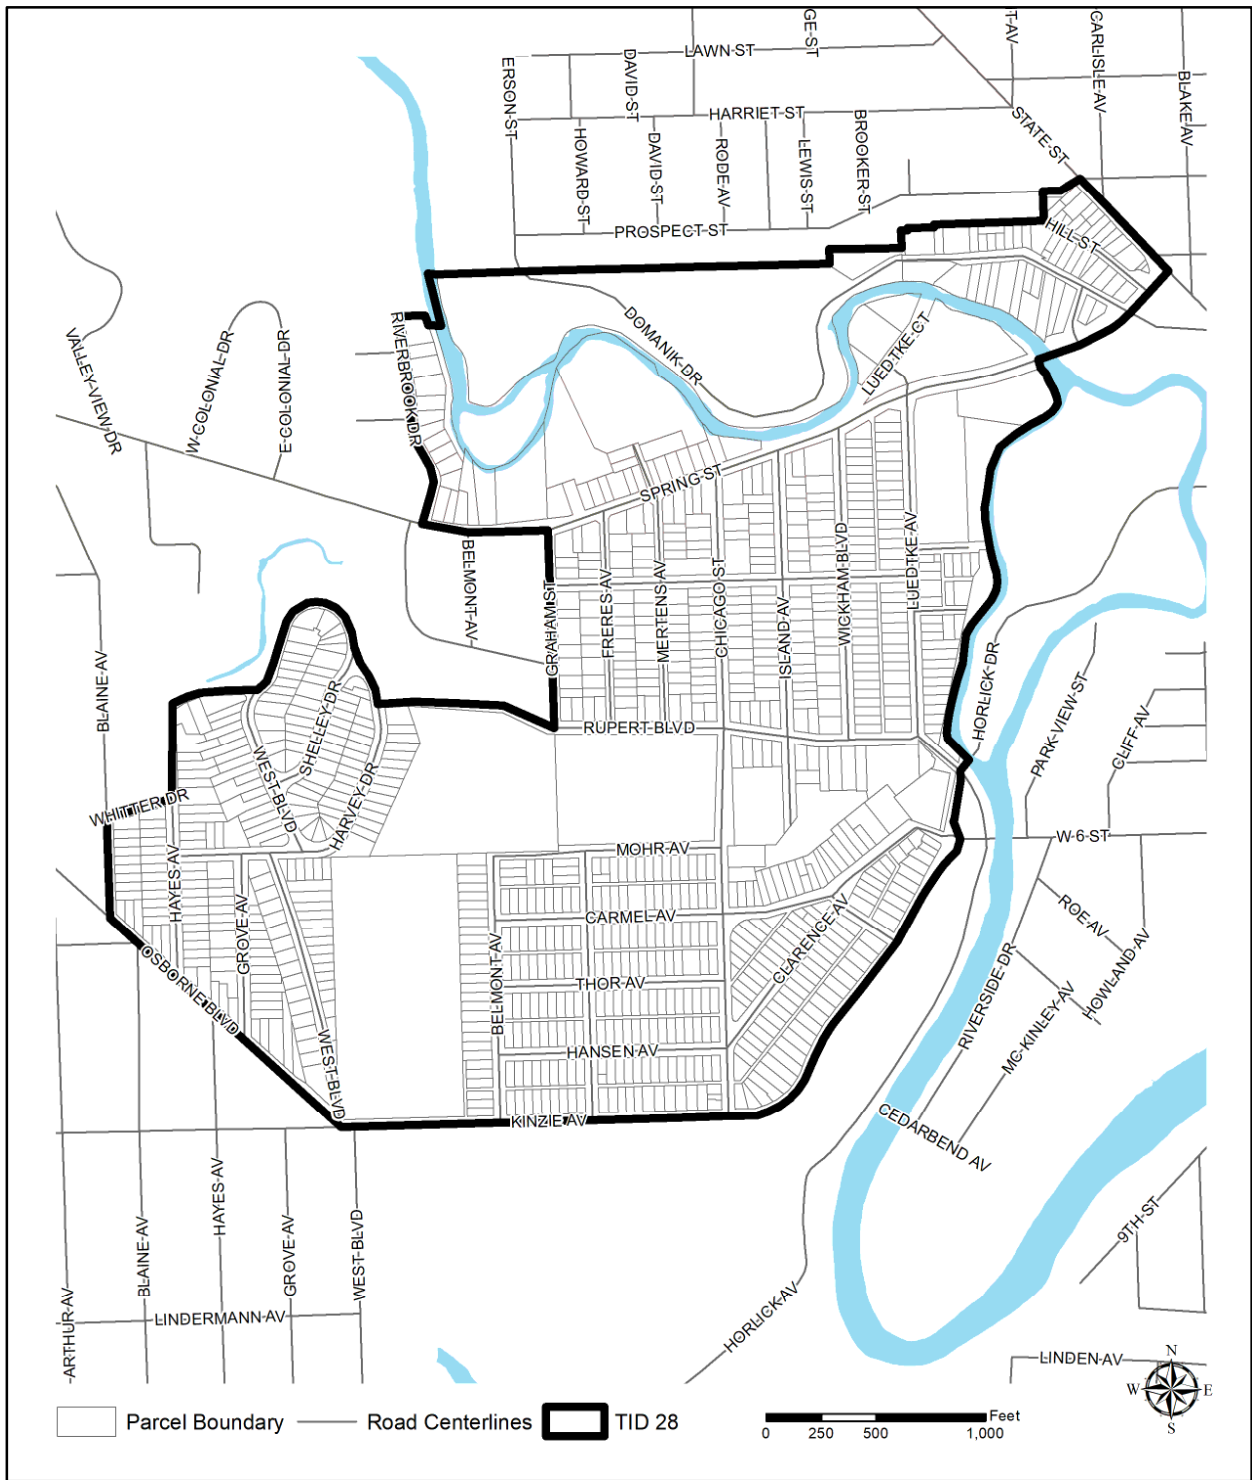 GE-ST
T-AV
CARLISLE-AV
BLAKE-AV
LAWN-ST
ERSON-ST
DAVID-ST
HARRIET-ST
STATE-ST
HOWARD-ST
DAVID-ST
RODE-AV
LEWIS-ST
BROOKER-ST
PROSPECT-ST
HILL-ST
RIVERBROOK-DR
DOMANIK-DR
LUEDTKE-CT
VALLEY-VIEW-DR
W-COLONIAL-DR
E-COLONIAL-DR
SPRING-ST
BELMONT-AV
GRAHAM-ST
FRERES-AV
MERTENS-AV
CHICAGO-ST
ISLAND-AV
WICKHAM-BLVD
LUEDTKE-AV
BLAINE-AV
SHELLEY-DR
WEST-BLVD
HARVEY-DR
RUPERT-BLVD
HORLICK-DR
PARK-VIEW-ST
CLIFF-AV
WHITTER-DR
W-6-ST
HAYES-AV
GROVE-AV
MOHR-AV
CARMEL-AV
CLARENCE-AV
ROE-AV
HOWLAND-AV
OSBORNE-BLVD
BELMONT-AV
THOR-AV
RIVERSIDE-DR
MC-KINLEY-AV
HANSEN-AV
WEST-BLVD
KINZIE-AV
CEDARBEND AV
HAYES-AV
BLAINE-AV
GROVE-AV
WEST-BLVD
9TH-ST
ARTHUR-AV
LINDERMANN-AV
HORLICK-AV
LINDEN-AV
N
W E
S
Parcel Boundary Road Centerlines TID 28
Feet
0 250 500 1,000